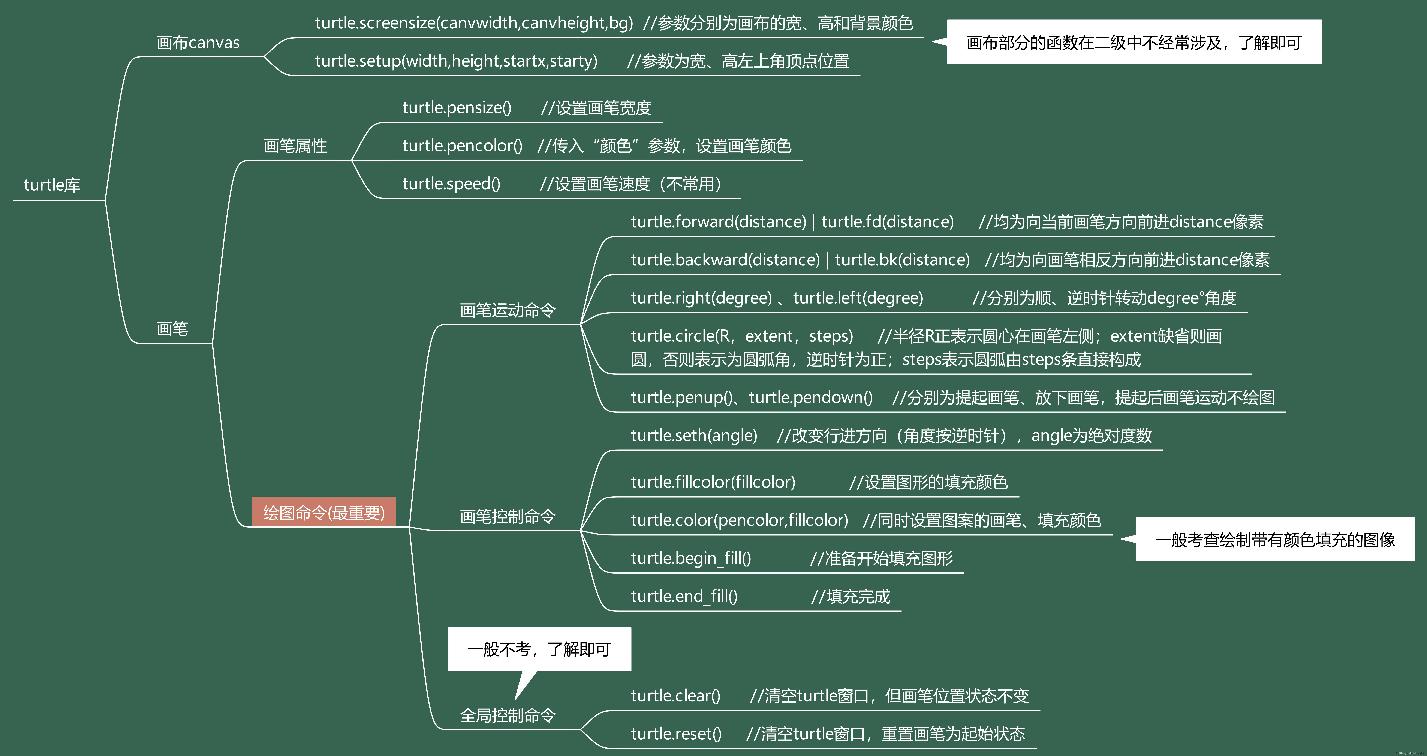 turtle库
画布canvas
turtle.screensize(canvwidth,canvheight,bg) //参数分别为画布的宽、高和背景颜色
画布部分的函数在二级中不经常涉及，了解即可
turtle.setup(width,height,startx,starty) //参数为宽、高左上角顶点位置
画笔
画笔属性
turtle.pensize() //设置画笔宽度
turtle.pencolor() //传入“颜色”参数，设置画笔颜色
turtle.speed() //设置画笔速度（不常用）
绘图命令(最重要)
画笔运动命令
turtle.forward(distance) | turtle.fd(distance) //均为向当前画笔方向前进distance像素
turtle.backward(distance) | turtle.bk(distance) //均为向画笔相反方向前进distance像素
turtle.right(degree) 、turtle.left(degree) //分别为顺、逆时针转动degree°角度
turtle.circle(R，extent，steps) //半径R正表示圆心在画笔左侧；extent缺省则画
圆，否则表示为圆弧角，逆时针为正；steps表示圆弧由steps条直接构成
turtle.penup()、turtle.pendown() //分别为提起画笔、放下画笔，提起后画笔运动不绘图
画笔控制命令
turtle.seth(angle) //改变行进方向（角度按逆时针），angle为绝对度数
turtle.fillcolor(fillcolor) //设置图形的填充颜色
turtle.color(pencolor,fillcolor) //同时设置图案的画笔、填充颜色
一般考查绘制带有颜色填充的图像
turtle.begin_fill() //准备开始填充图形
turtle.end_fill() //填充完成
一般不考，了解即可
全局控制命令
turtle.clear() //清空turtle窗口，但画笔位置状态不变
turtle.reset() //清空turtle窗口，重置画笔为起始状态